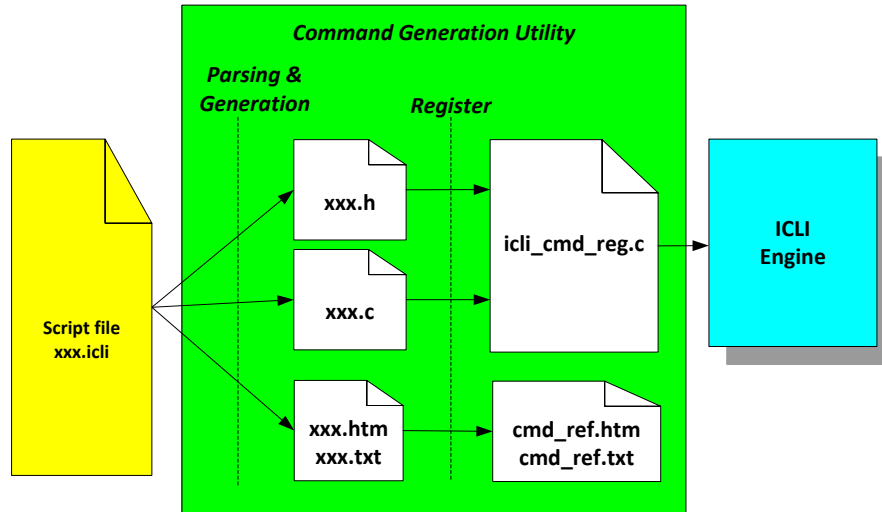 Command Generation Utility
Parsing &
Generation
Register
Script file
xxx.icli
xxx.h
xxx.c
xxx.htm
xxx.txt
icli_cmd_reg.c
cmd_ref.htm
cmd_ref.txt
ICLI
Engine